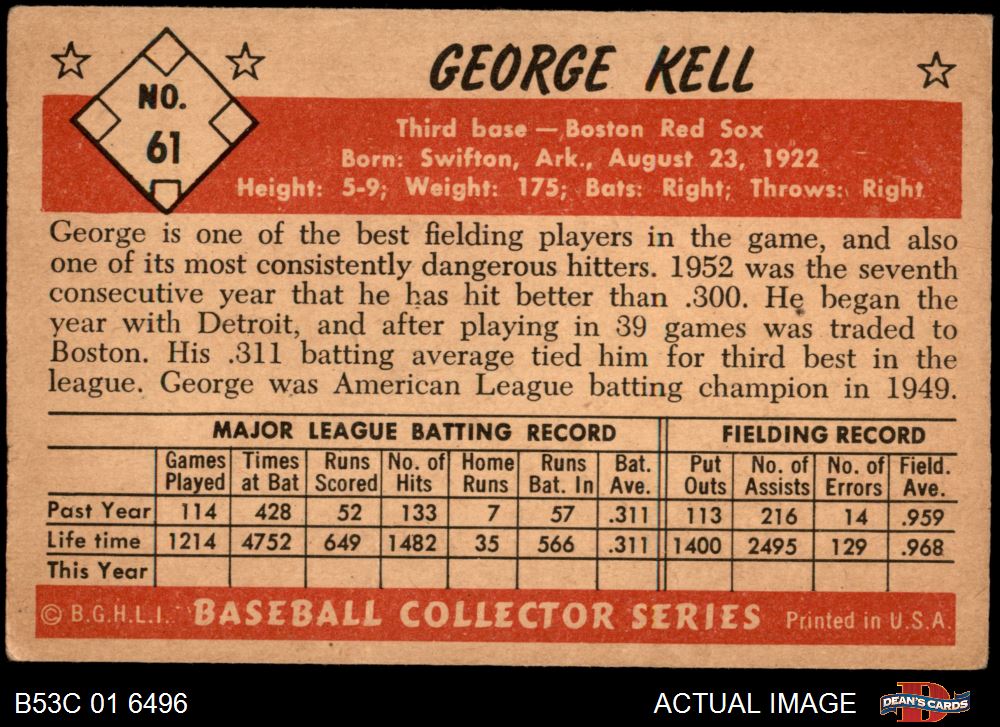 NO.
61
GEORGE KELL
Third base — Boston Red Sox
Born: Swifton, Ark., August 23, 1922
Height: 5-9; Weight: 175; Bats: Right; Throws: Right
George is one of the best fielding players in the game, and also
one of its most consistently dangerous hitters. 1952 was the seventh
consecutive year that he has hit better than .300. He began the
year with Detroit, and after playing in 39 games was traded to
Boston. His .311 batting average tied him for third best in the
league. George was American League batting champion in 1949.
MAJOR LEAGUE BATTING RECORD FIELDING RECORD
Games Times Runs No. of Home Runs Bat. Put No. of No. of Field.
Played at Bat Scored Hits Runs Bat. In Ave. Outs Assists Errors Ave.
Past Year 114 428 52 133 7 57 .311 113 216 14 .959
Life time 1214 4752 649 1482 35 566 .311 1400 2495 129 .968
This Year
© B.G.H.L.I. BASEBALL COLLECTOR SERIES Printed in U.S.A.
B53C 01 6496 ACTUAL IMAGE DEAN'S CARDS